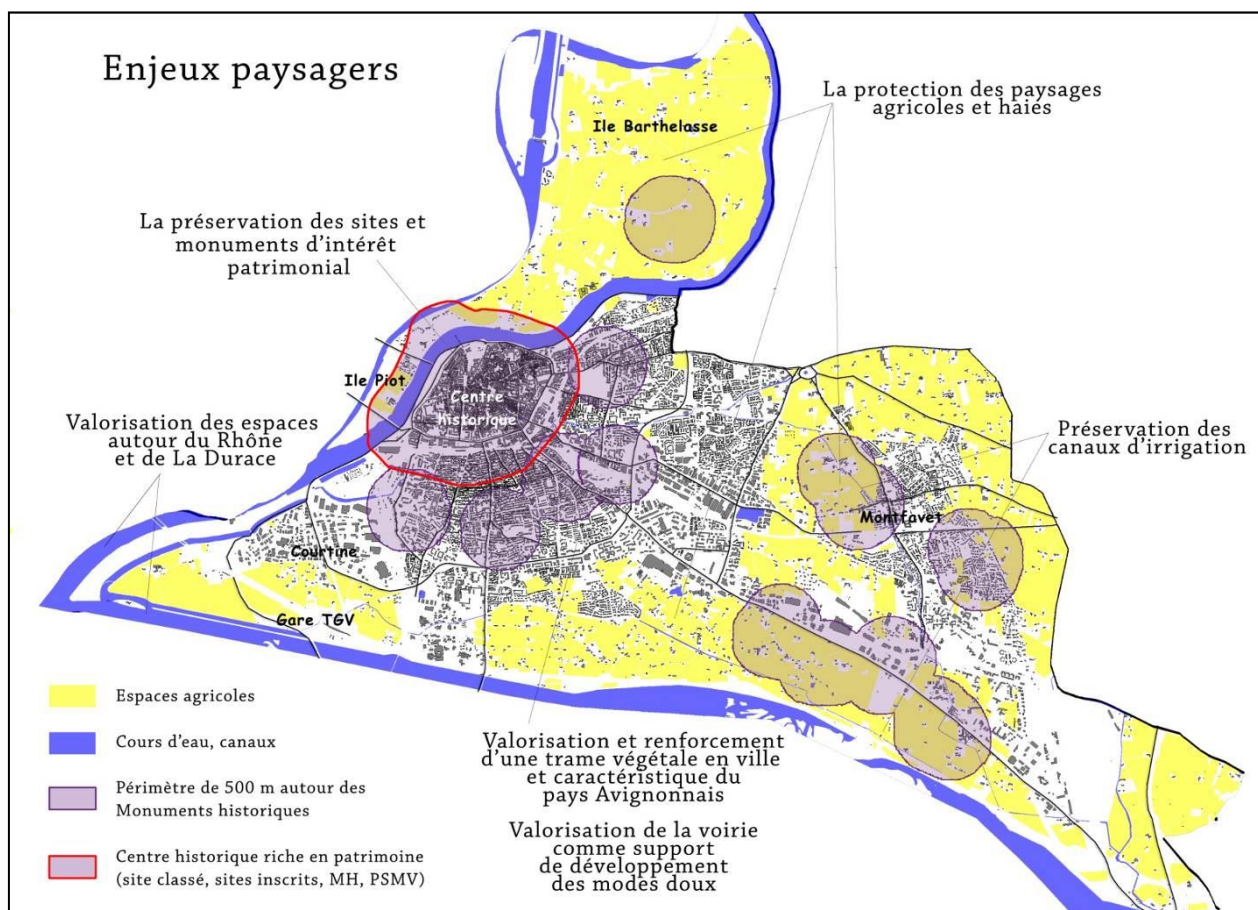 Enjeux paysagers
La protection des paysages
agricoles et haies
Ile Barthelasse
La préservation des sites et
monuments d'intérêt
patrimonial
Ile Piot
Centre
historique
Valorisation des espaces
autour du Rhône
et de La Durace
Préservation des
canaux d'irrigation
Montfavet
Courtine
Gare TGV
Espaces agricoles
Cours d'eau, canaux
Périmètre de 500 m autour des
Monuments historiques
Centre historique riche en patrimoine
(site classé, sites inscrits, MH, PSMV)
Valorisation et renforcement
d'une trame végétale en ville
et caractéristique du
pays Avignonnais
Valorisation de la voirie
comme support
de développement
des modes doux